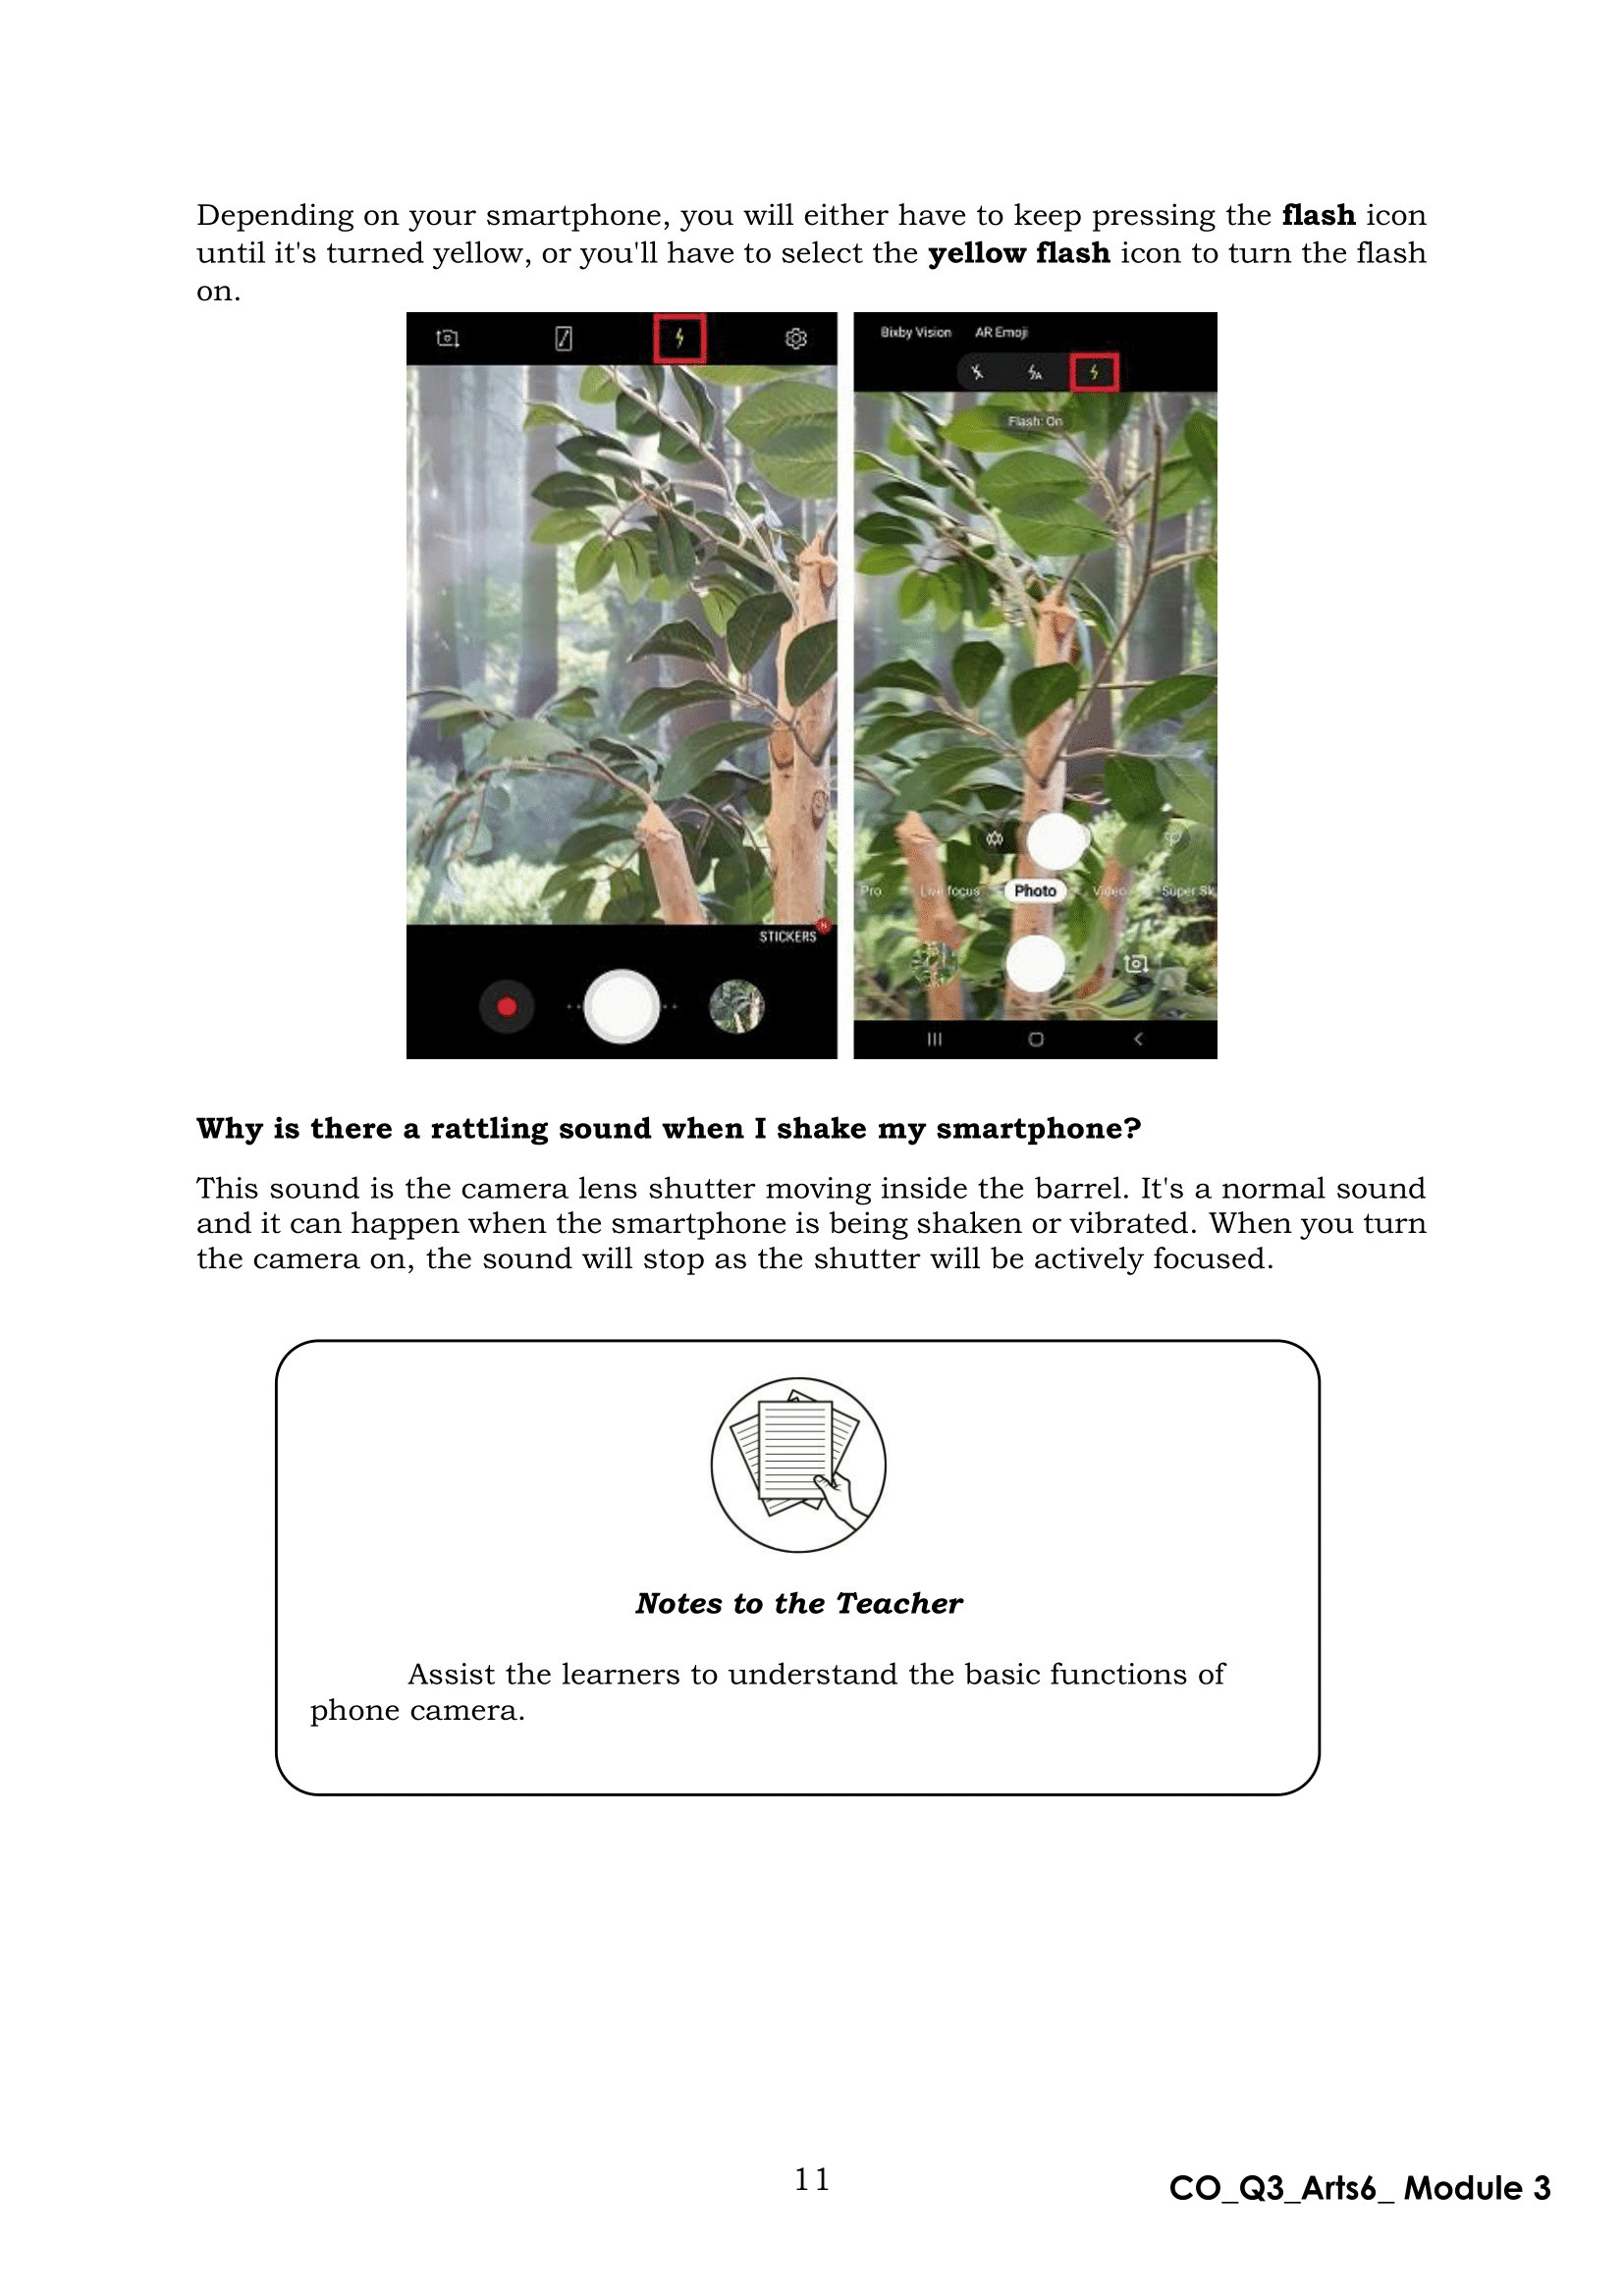 Depending on your smartphone, you will either have to keep pressing the flash icon
until it's turned yellow, or you'll have to select the yellow flash icon to turn the flash
on.
Bixby Vision AR Emoji
Flash: On
Pro Live focus Photo Video Super Sk
STICKERS N
Why is there a rattling sound when I shake my smartphone?
This sound is the camera lens shutter moving inside the barrel. It's a normal sound
and it can happen when the smartphone is being shaken or vibrated. When you turn
the camera on, the sound will stop as the shutter will be actively focused.
Notes to the Teacher
Assist the learners to understand the basic functions of
phone camera.
11
CO_Q3_Arts6_ Module 3